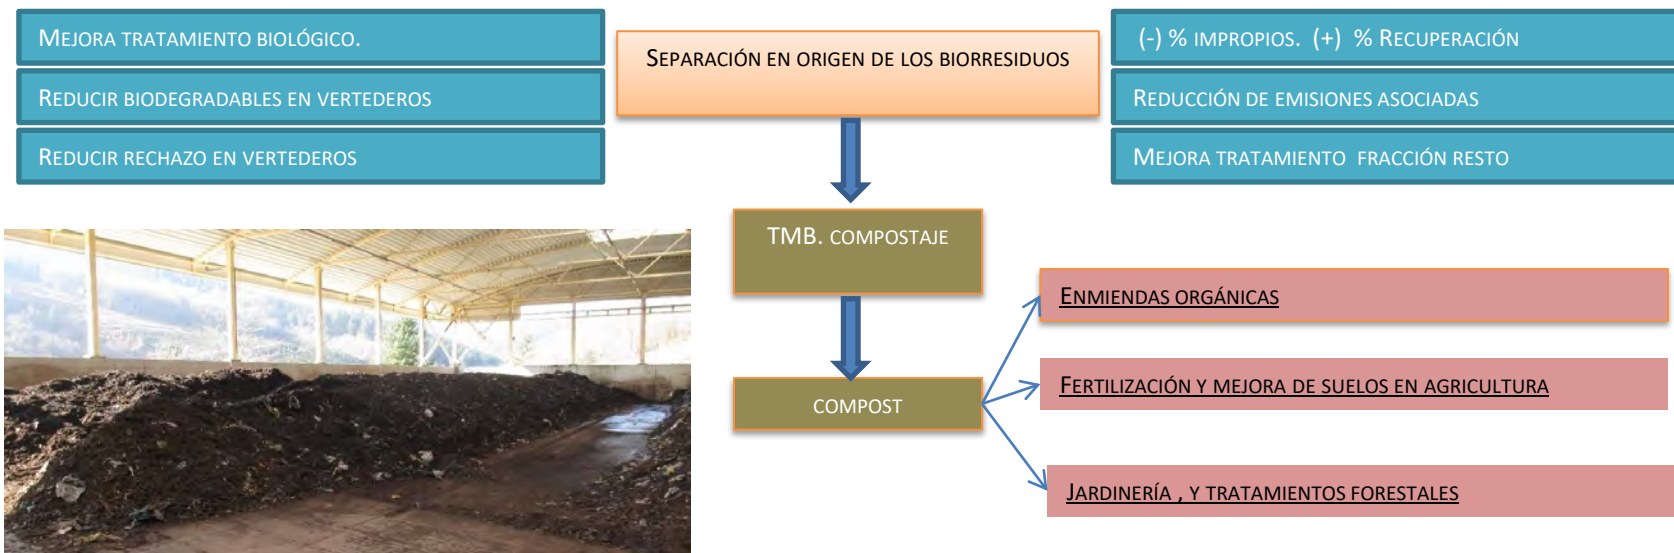 MEJORA TRATAMIENTO BIOLÓGICO.
REDUCIR BIODEGRADABLES EN VERTEDEROS
REDUCIR RECHAZO EN VERTEDEROS
SEPARACIÓN EN ORIGEN DE LOS BIORRESIDUOS
(-) % IMPROPIOS. (+) % RECUPERACIÓN
REDUCCIÓN DE EMISIONES ASOCIADAS
MEJORA TRATAMIENTO FRACCIÓN RESTO
TMB. COMPOSTAJE
COMPOST
ENMIENDAS ORGÁNICAS
FERTILIZACIÓN Y MEJORA DE SUELOS EN AGRICULTURA
JARDINERÍA , Y TRATAMIENTOS FORESTALES